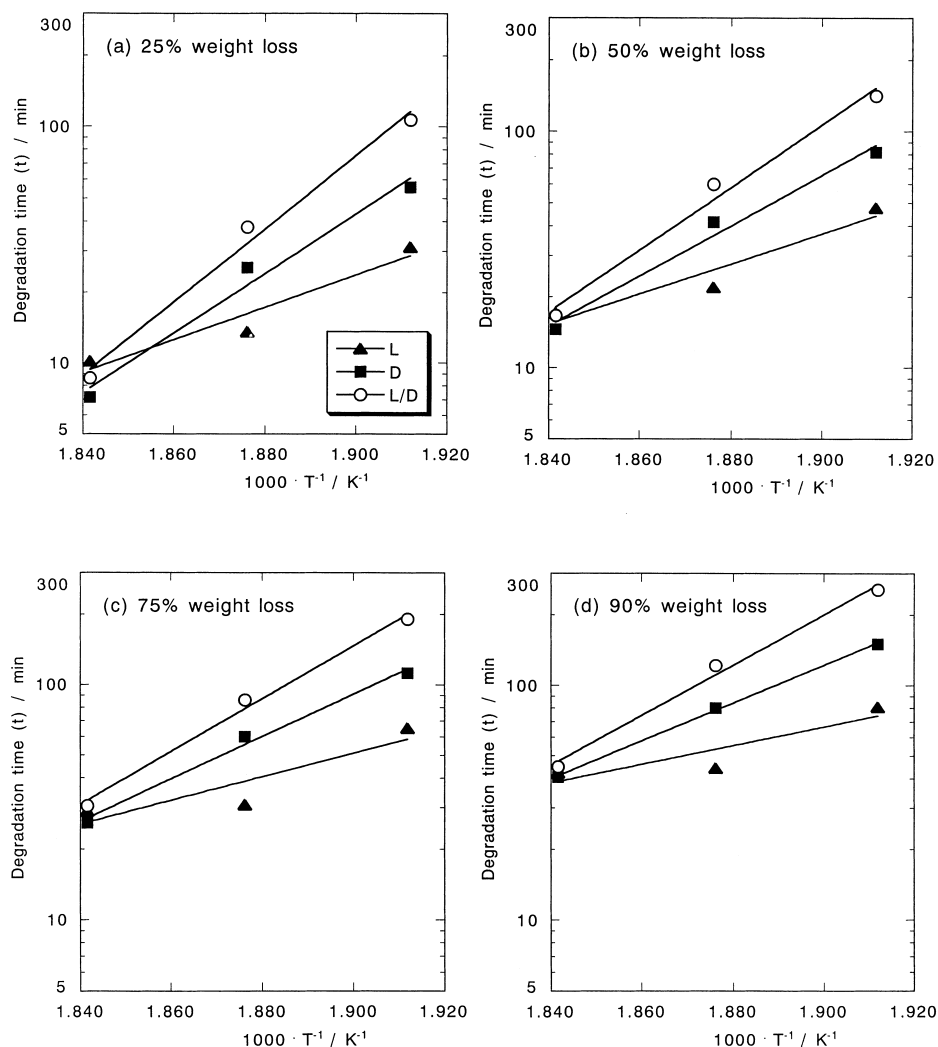 (a) 25% weight loss
300
100
10
5
Degradation time (t) / min
L
D
L/D
1.840 1.860 1.880 1.900 1.920
1000 · T⁻¹ / K⁻¹
(b) 50% weight loss
300
100
10
5
Degradation time (t) / min
1.840 1.860 1.880 1.900 1.920
1000 · T⁻¹ / K⁻¹
(c) 75% weight loss
300
100
10
5
Degradation time (t) / min
1.840 1.860 1.880 1.900 1.920
1000 · T⁻¹ / K⁻¹
(d) 90% weight loss
300
100
10
5
Degradation time (t) / min
1.840 1.860 1.880 1.900 1.920
1000 · T⁻¹ / K⁻¹